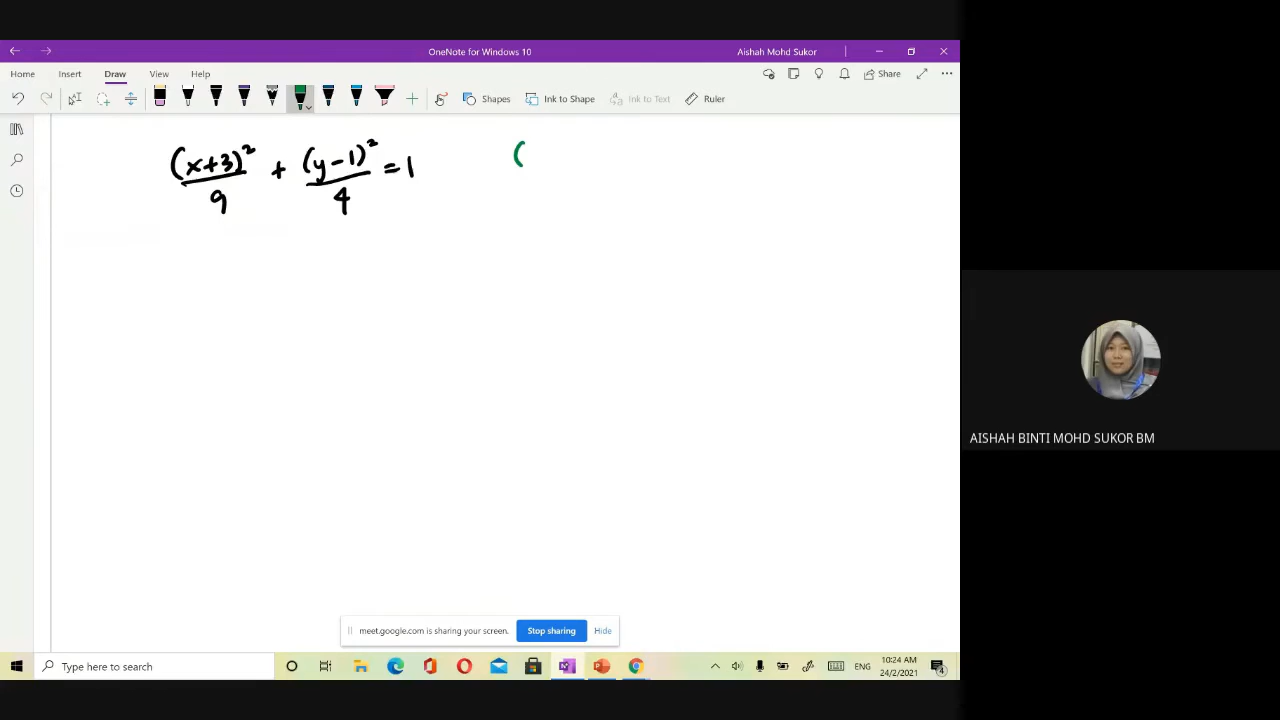 OneNote for Windows 10
Aishah Mohd Sukor
Home Insert Draw View Help
Share
Shapes Ink to Shape Ink to Text Ruler
(x+3)² + (y-1)² = 1
9 4
(
AISHAH BINTI MOHD SUKOR BM
meet.google.com is sharing your screen. Stop sharing Hide
Type here to search
ENG
10:24 AM
24/2/2021
4